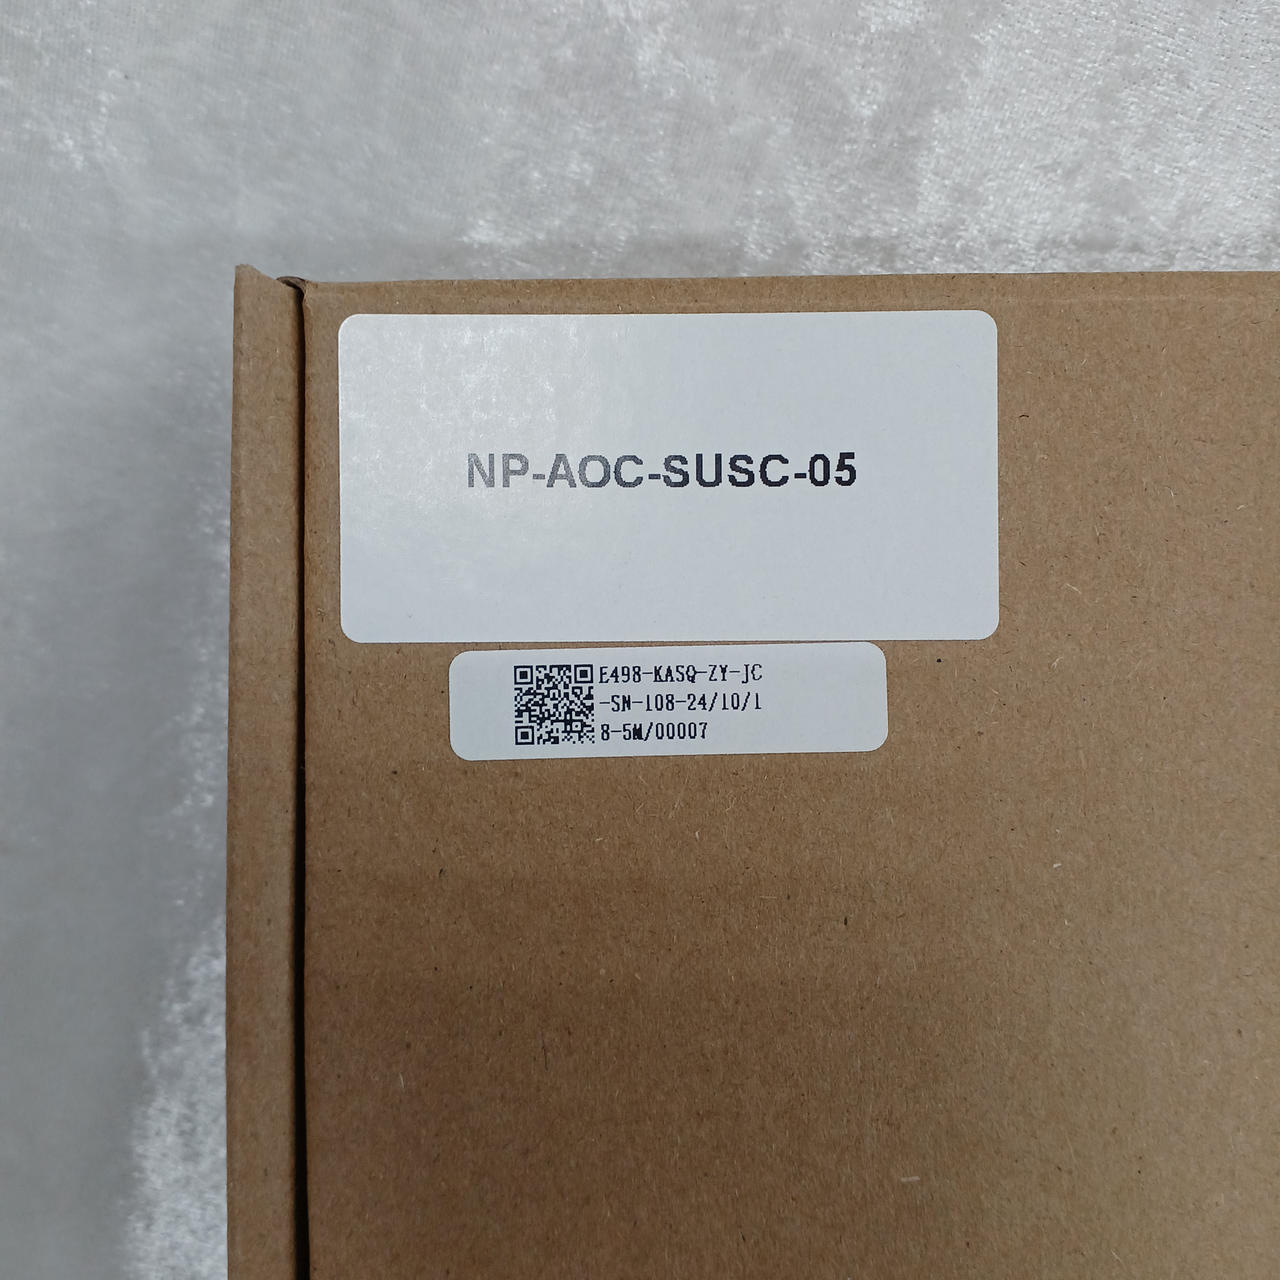 NP-AOC-SUSC-05
E498-KASQ-ZY-JC
-SN-108-24/10/1
8-5M/00007